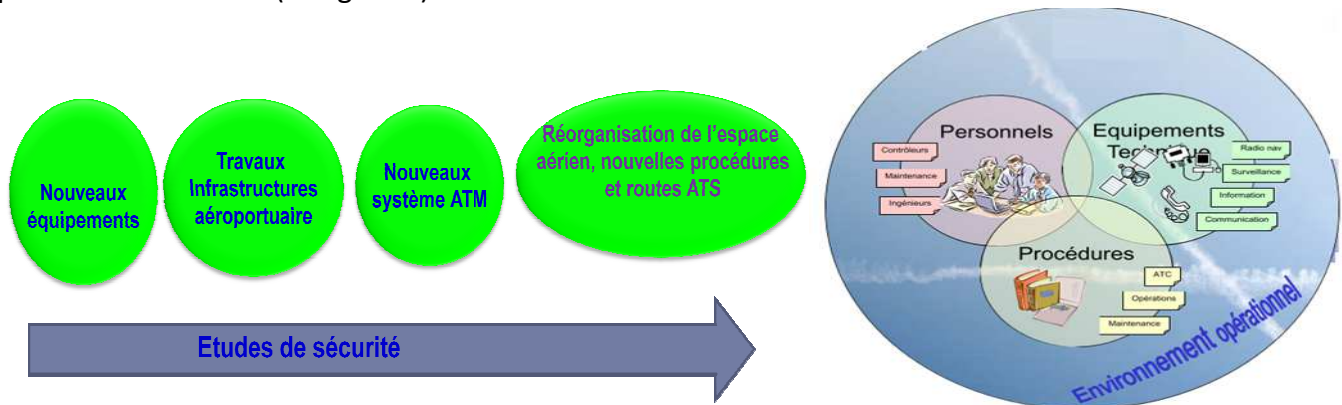 Nouveaux
équipements
Travaux
Infrastructures
aéroportuaire
Nouveaux
système ATM
Réorganisation de l'espace
aérien, nouvelles procédures
et routes ATS
Etudes de sécurité
Personnels
Contrôleurs
Maintenance
Ingénieurs
Equipements
Technique
Radio nav
Surveillance
Information
Communication
Procédures
ATC
Opérations
Maintenance
Environnement opérationnel